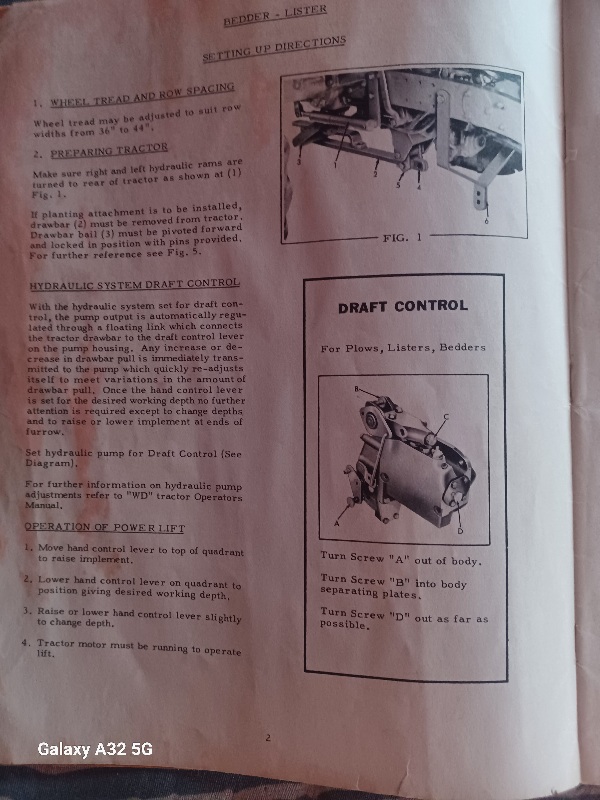 BEDDER - LISTER
SETTING UP DIRECTIONS
1. WHEEL TREAD AND ROW SPACING
Wheel tread may be adjusted to suit row
widths from 36" to 44".
2. PREPARING TRACTOR
Make sure right and left hydraulic rams are
turned to rear of tractor as shown at (1)
Fig. 1.
If planting attachment is to be installed,
drawbar (2) must be removed from tractor.
Drawbar bail (3) must be pivoted forward
and locked in position with pins provided.
For further reference see Fig. 5.
HYDRAULIC SYSTEM DRAFT CONTROL
With the hydraulic system set for draft con-
trol, the pump output is automatically regu-
lated through a floating link which connects
the tractor drawbar to the draft control lever
on the pump housing. Any increase or de-
crease in drawbar pull is immediately trans-
mitted to the pump which quickly re-adjusts
itself to meet variations in the amount of
drawbar pull. Once the hand control lever
is set for the desired working depth no further
attention is required except to change depths
and to raise or lower implement at ends of
furrow.
Set hydraulic pump for Draft Control (See
Diagram).
For further information on hydraulic pump
adjustments refer to "WD" tractor Operators
Manual.
OPERATION OF POWER LIFT
1. Move hand control lever to top of quadrant
to raise implement.
2. Lower hand control lever on quadrant to
position giving desired working depth.
3. Raise or lower hand control lever slightly
to change depth.
4. Tractor motor must be running to operate
lift.
3
1
2
5
4
6
FIG. 1
DRAFT CONTROL
For Plows, Listers, Bedders
B
C
A
D
Turn Screw "A" out of body.
Turn Screw "B" into body
separating plates.
Turn Screw "D" out as far as
possible.
2
Galaxy A32 5G